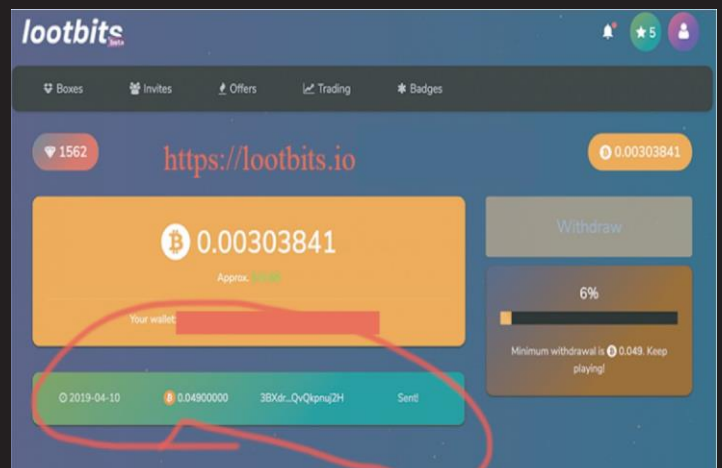 lootbits
beta
5
Boxes Invites Offers Trading Badges
1562
https://lootbits.io
0.00303841
0.00303841
Withdraw
Approx.
Your wallet:
6%
Minimum withdrawal is 0.049. Keep
playing!
2019-04-10 0.04900000 3BXdr...QvQkpnuj2H Sent!